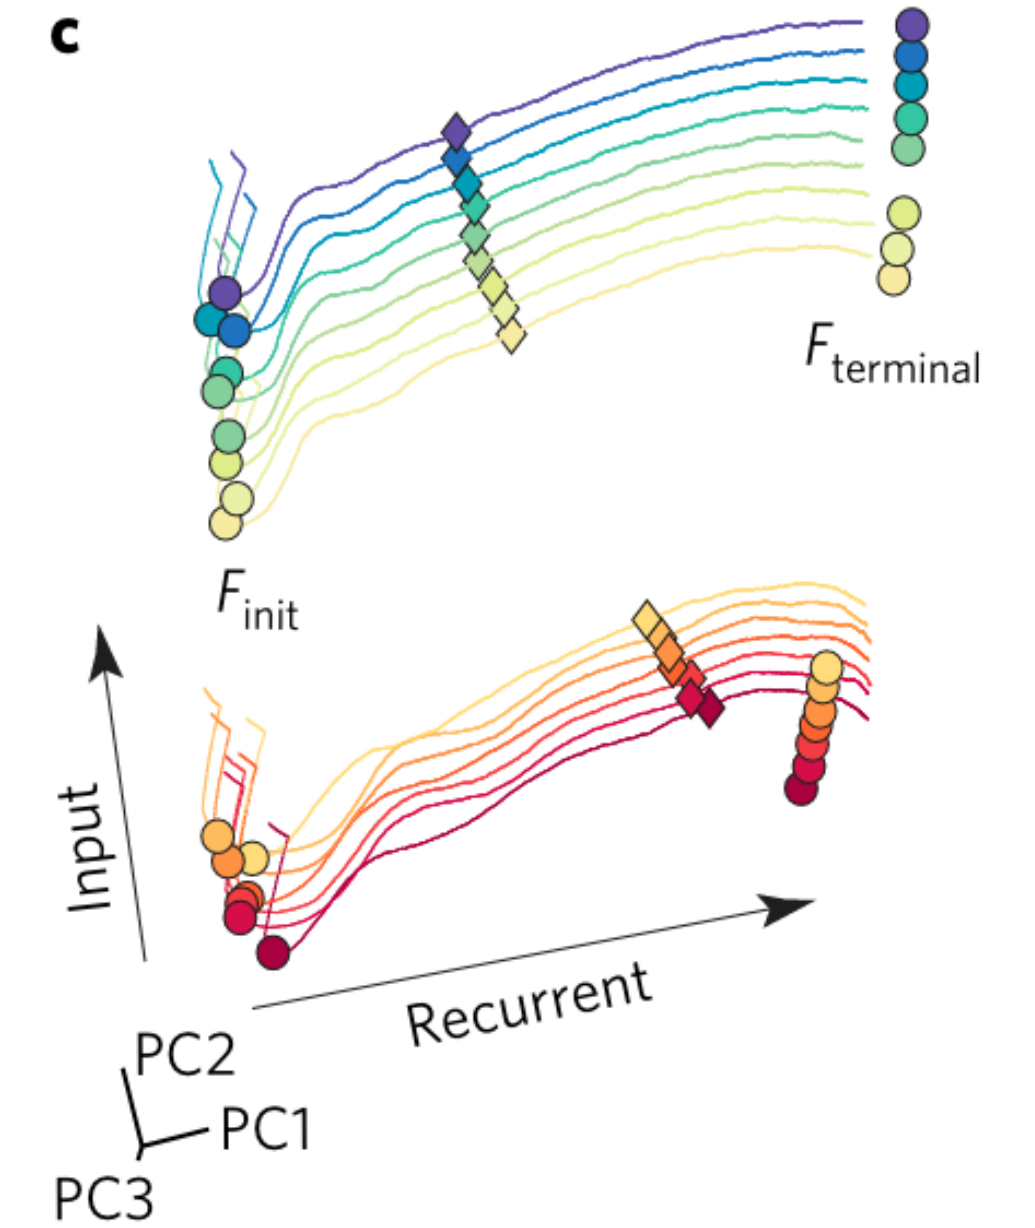 c
F terminal
F init
Input
Recurrent
PC2
PC1
PC3